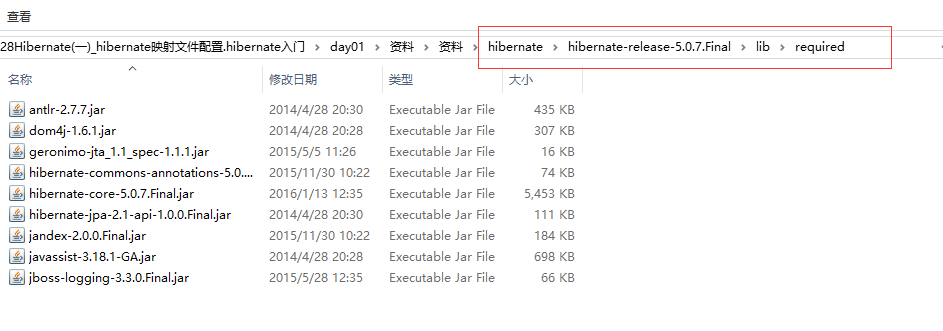 查看
28Hibernate(一)_hibernate映射文件配置.hibernate入门 > day01 > 资料 > 资料 > hibernate > hibernate-release-5.0.7.Final > lib > required
名称 修改日期 类型 大小
antlr-2.7.7.jar 2014/4/28 20:30 Executable Jar File 435 KB
dom4j-1.6.1.jar 2014/4/28 20:28 Executable Jar File 307 KB
geronimo-jta_1.1_spec-1.1.1.jar 2015/5/5 11:26 Executable Jar File 16 KB
hibernate-commons-annotations-5.0.... 2015/11/30 10:22 Executable Jar File 74 KB
hibernate-core-5.0.7.Final.jar 2016/1/13 12:35 Executable Jar File 5,453 KB
hibernate-jpa-2.1-api-1.0.0.Final.jar 2014/4/28 20:30 Executable Jar File 111 KB
jandex-2.0.0.Final.jar 2015/11/30 10:22 Executable Jar File 184 KB
javassist-3.18.1-GA.jar 2014/4/28 20:28 Executable Jar File 698 KB
jboss-logging-3.3.0.Final.jar 2015/5/28 12:35 Executable Jar File 66 KB